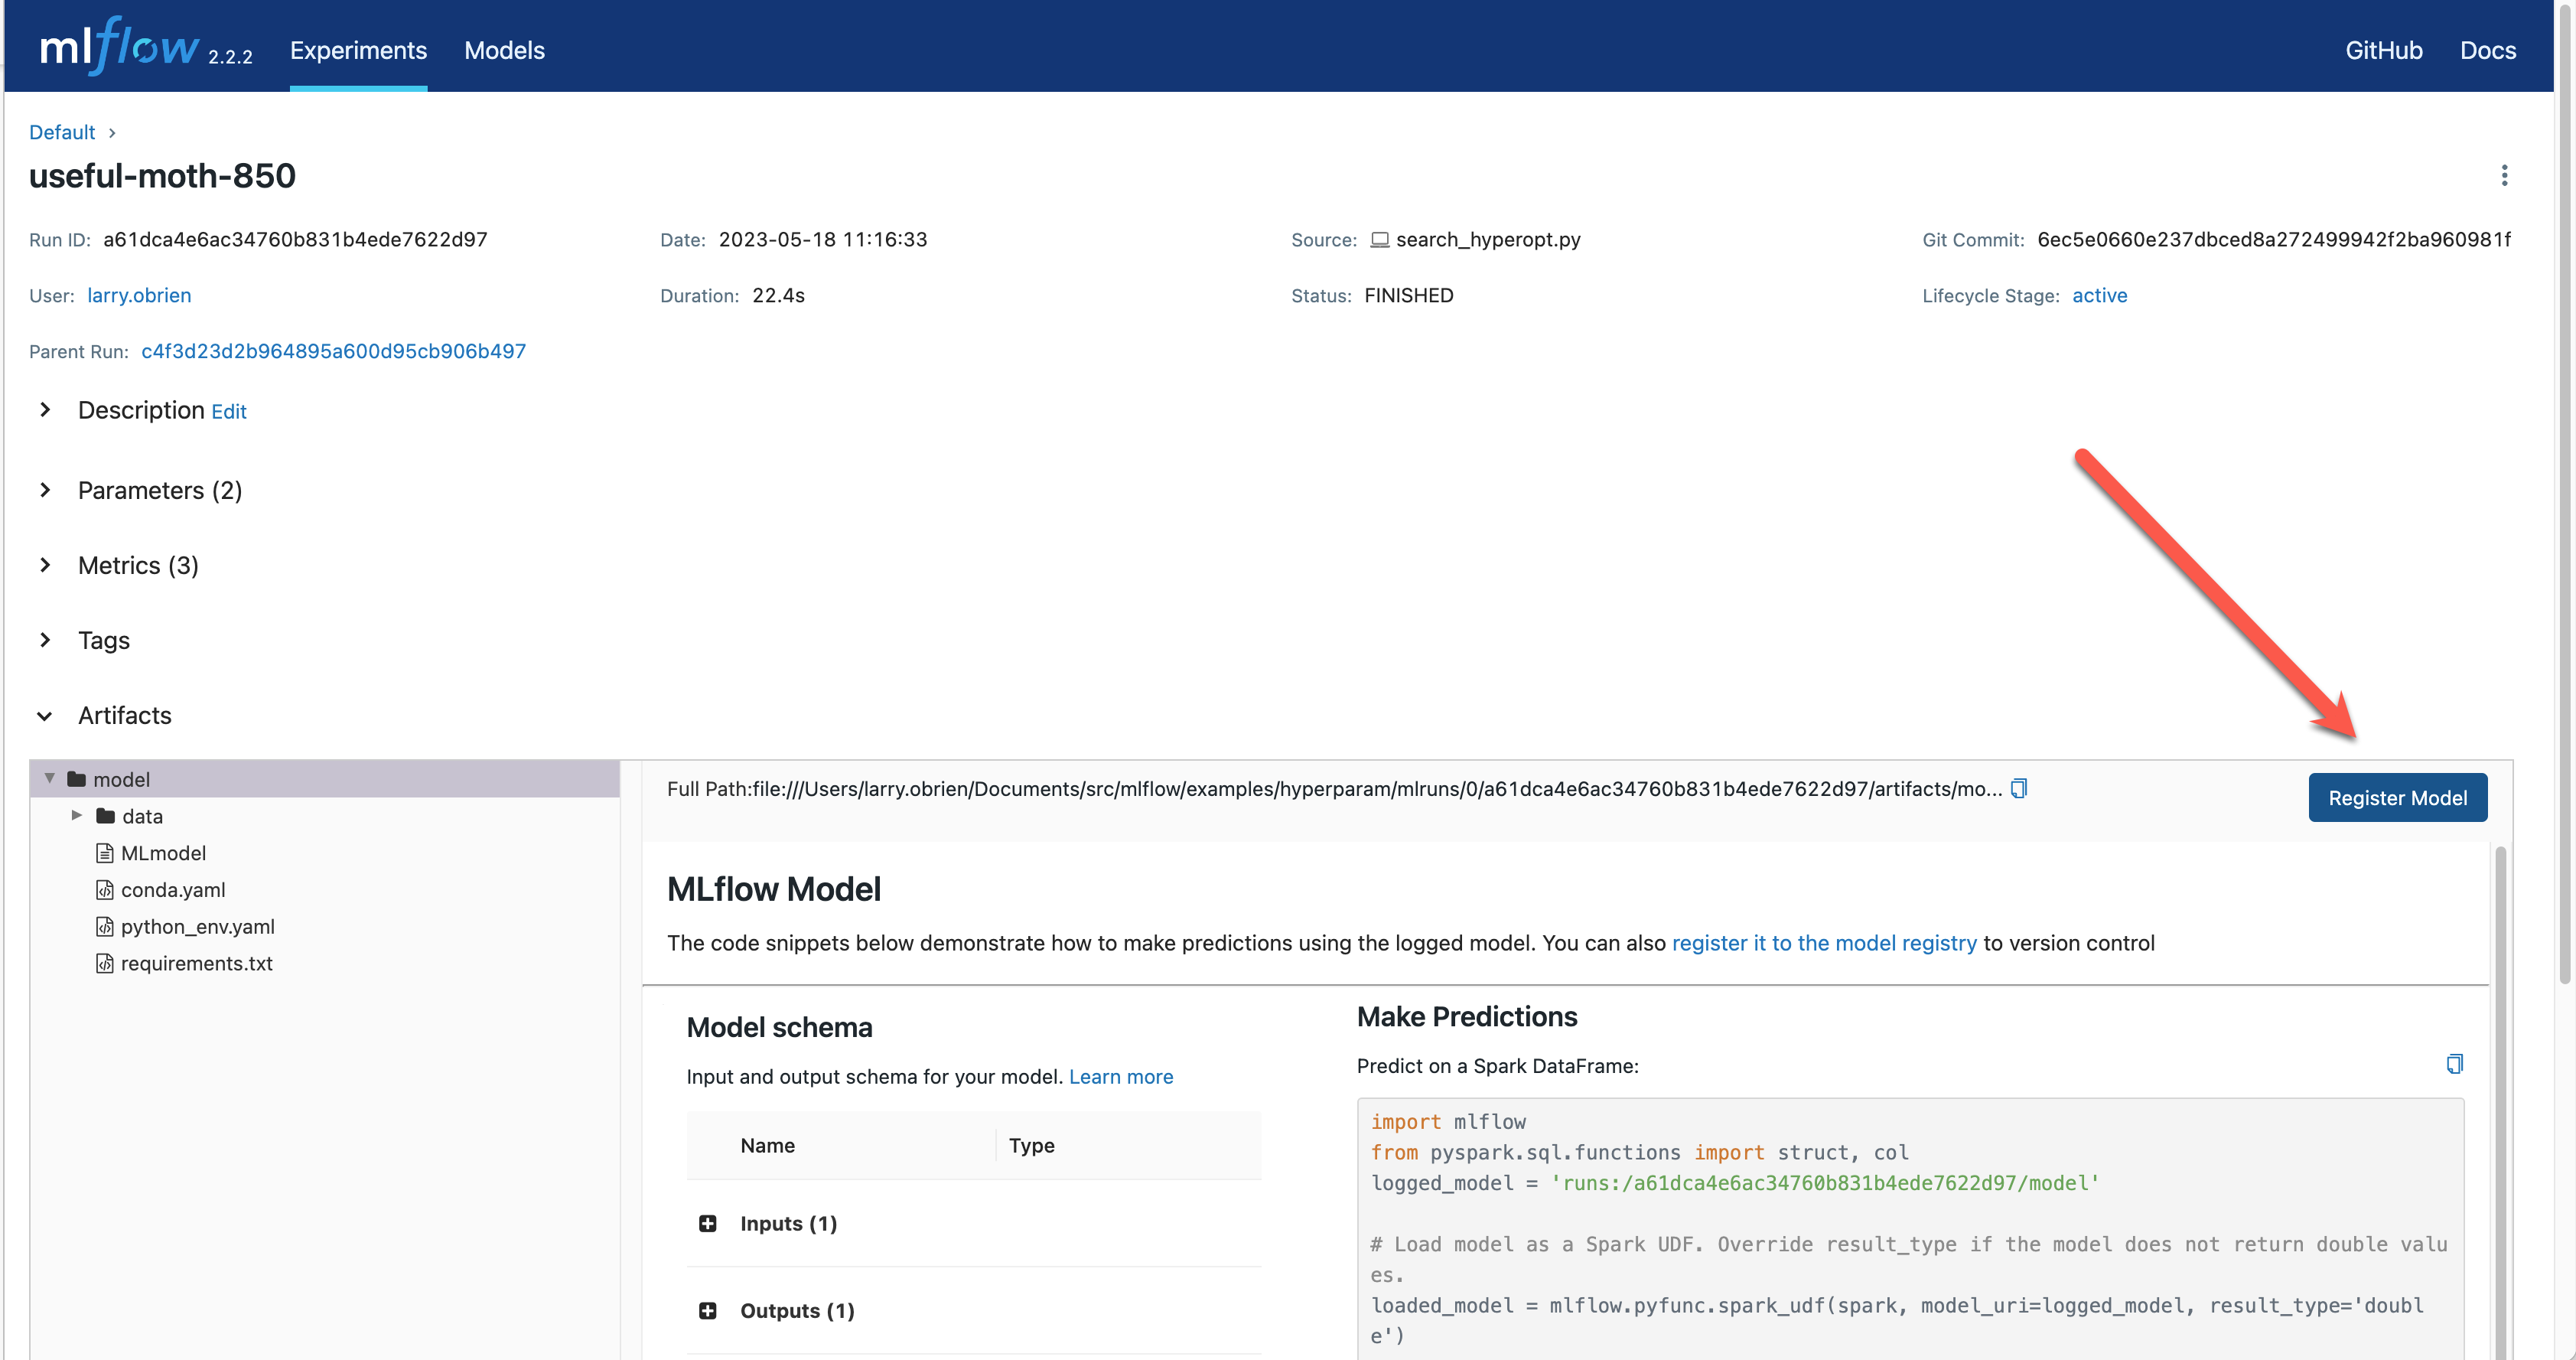 mlflow 2.2.2 Experiments Models GitHub Docs
Default
useful-moth-850
Run ID: a61dca4e6ac34760b831b4ede7622d97 Date: 2023-05-18 11:16:33 Source: search_hyperopt.py Git Commit: 6ec5e0660e237dbced8a272499942f2ba960981f
User: larry.obrien Duration: 22.4s Status: FINISHED Lifecycle Stage: active
Parent Run: c4f3d23d2b964895a600d95cb906b497
Description Edit
Parameters (2)
Metrics (3)
Tags
Artifacts
model
data
MLmodel
conda.yaml
python_env.yaml
requirements.txt
Full Path:file:///Users/larry.obrien/Documents/src/mlflow/examples/hyperparam/mlruns/0/a61dca4e6ac34760b831b4ede7622d97/artifacts/mo...
Register Model
MLflow Model
The code snippets below demonstrate how to make predictions using the logged model. You can also register it to the model registry to version control
Model schema
Input and output schema for your model. Learn more
Name Type
Inputs (1)
Outputs (1)
Make Predictions
Predict on a Spark DataFrame:
import mlflow
from pyspark.sql.functions import struct, col
logged_model = 'runs:/a61dca4e6ac34760b831b4ede7622d97/model'
# Load model as a Spark UDF. Override result_type if the model does not return double valu
es.
loaded_model = mlflow.pyfunc.spark_udf(spark, model_uri=logged_model, result_type='doubl
e')